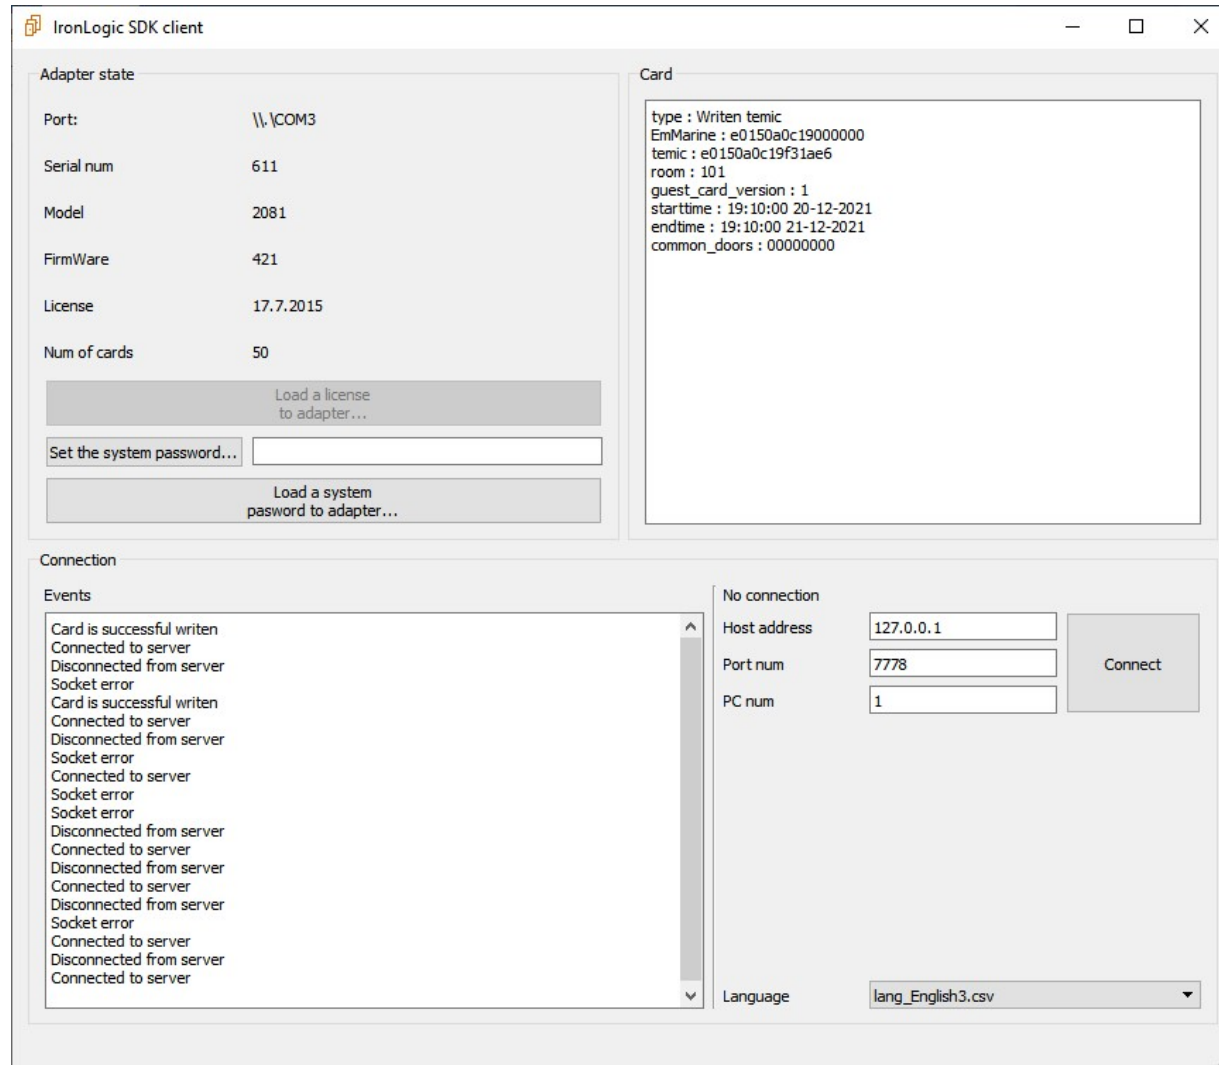 IronLogic SDK client
Adapter state
Port: \\.\COM3
Serial num 611
Model 2081
FirmWare 421
License 17.7.2015
Num of cards 50
Load a license
to adapter...
Set the system password...
Load a system
pasword to adapter...
Card
type : Writen temic
EmMarine : e0150a0c19000000
temic : e0150a0c19f31ae6
room : 101
guest_card_version : 1
starttime : 19:10:00 20-12-2021
endtime : 19:10:00 21-12-2021
common_doors : 00000000
Connection
Events
Card is successful writen
Connected to server
Disconnected from server
Socket error
Card is successful writen
Connected to server
Disconnected from server
Socket error
Connected to server
Socket error
Socket error
Disconnected from server
Connected to server
Disconnected from server
Connected to server
Disconnected from server
Socket error
Connected to server
Disconnected from server
Connected to server
No connection
Host address 127.0.0.1
Port num 7778
PC num 1
Connect
Language lang_English3.csv